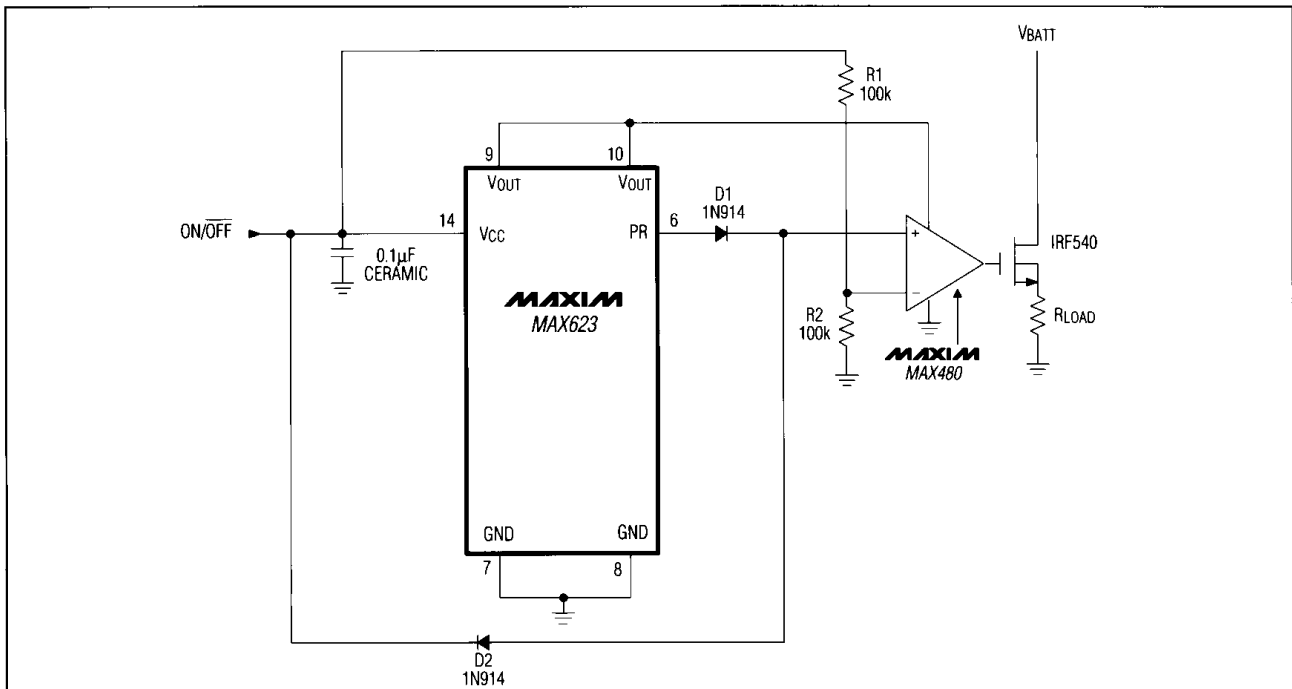 VBATT
R1
100k
9
10
VOUT
VOUT
D1
1N914
ON/OFF
14
VCC
PR
6
+
IRF540
0.1µF
CERAMIC
MAXIM
MAX623
−
R2
100k
RLOAD
MAXIM
MAX480
GND
GND
7
8
D2
1N914